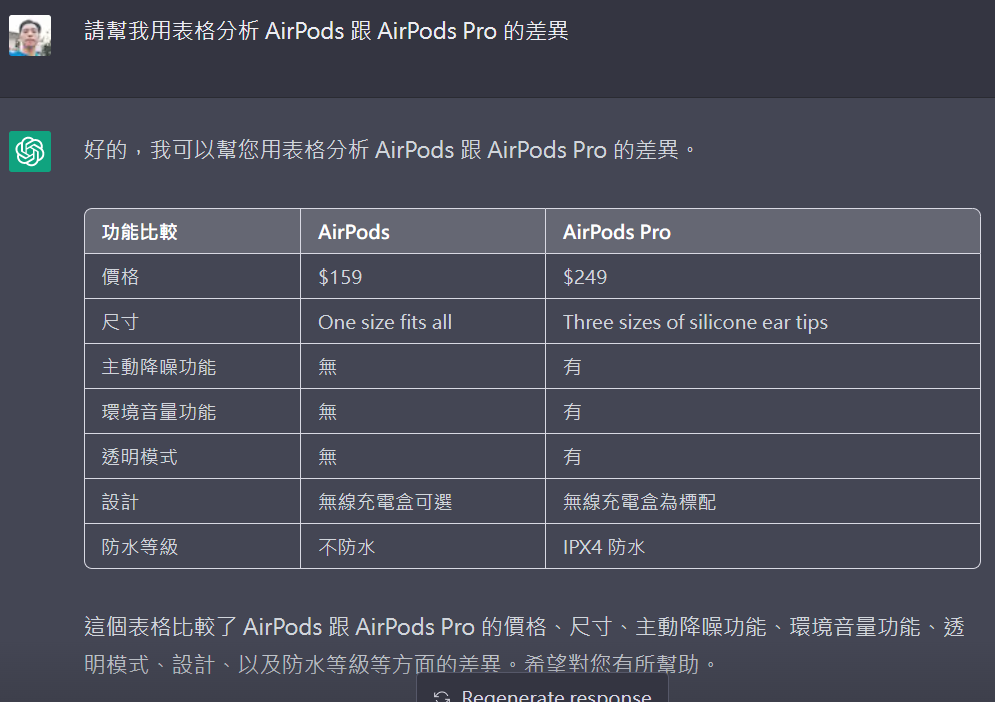 請幫我用表格分析 AirPods 跟 AirPods Pro 的差異
好的，我可以幫您用表格分析 AirPods 跟 AirPods Pro 的差異。
功能比較 AirPods AirPods Pro
價格 $159 $249
尺寸 One size fits all Three sizes of silicone ear tips
主動降噪功能 無 有
環境音量功能 無 有
透明模式 無 有
設計 無線充電盒可選 無線充電盒為標配
防水等級 不防水 IPX4 防水
這個表格比較了 AirPods 跟 AirPods Pro 的價格、尺寸、主動降噪功能、環境音量功能、透
明模式、設計、以及防水等級等方面的差異。希望對您有所幫助。
Regenerate response